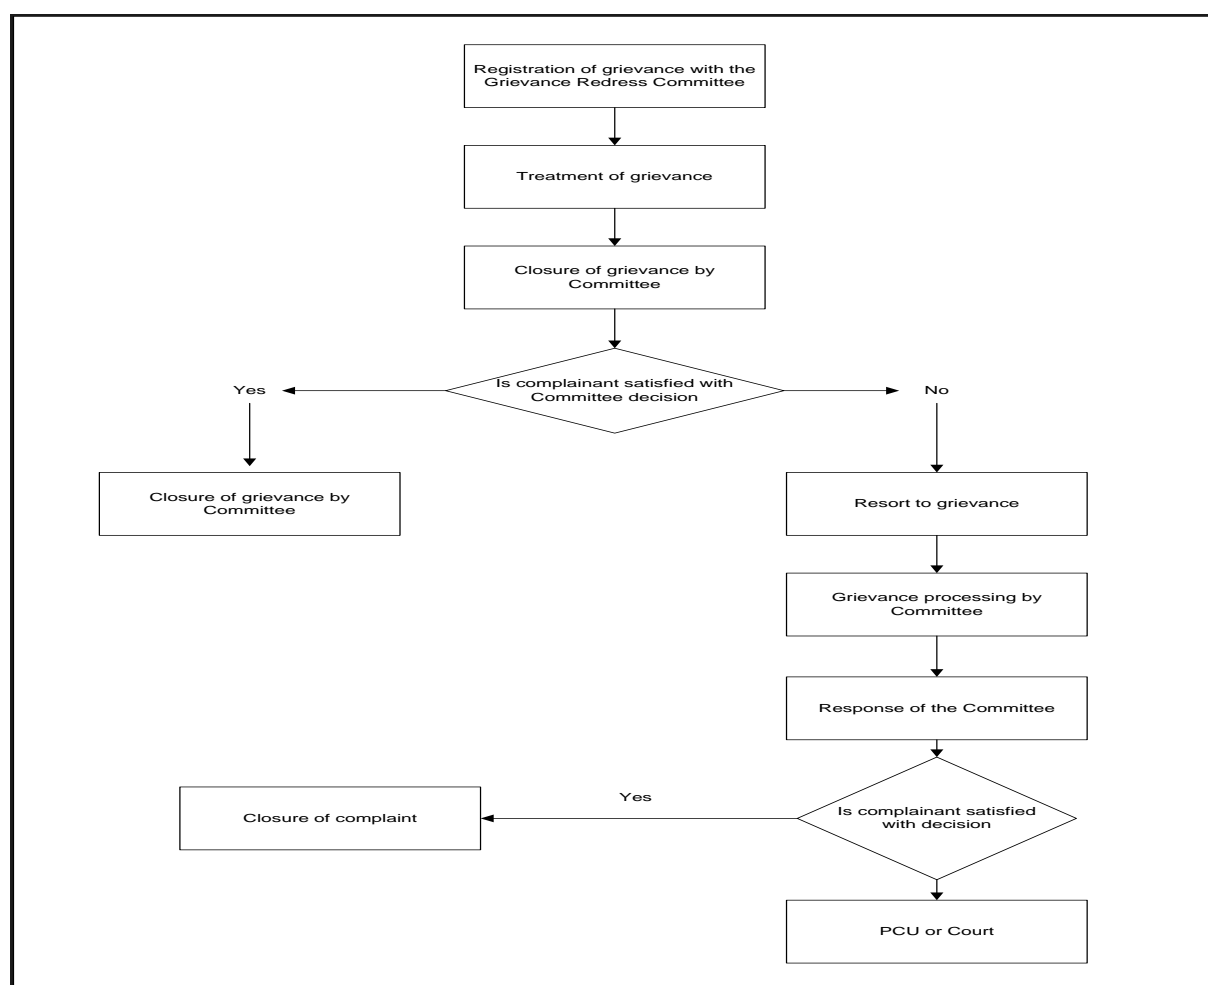 Registration of grievance with the
Grievance Redress Committee
Treatment of grievance
Closure of grievance by
Committee
Is complainant satisfied with
Committee decision
Yes
No
Closure of grievance by
Committee
Resort to grievance
Grievance processing by
Committee
Response of the Committee
Yes
Is complainant satisfied
with decision
Closure of complaint
PCU or Court